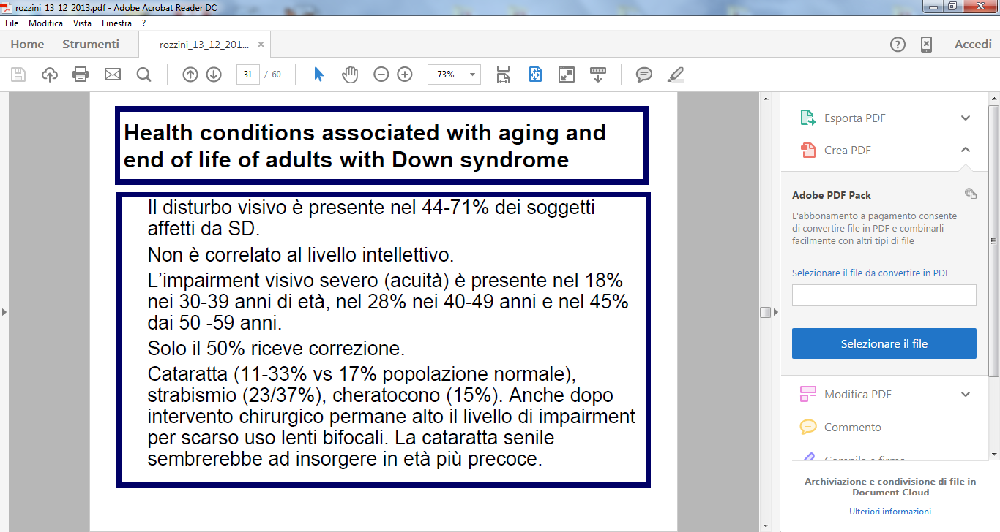 rozzini_13_12_2013.pdf - Adobe Acrobat Reader DC
File Modifica Vista Finestra ?
Home Strumenti rozzini_13_12_201... × ? Accedi
31 / 60 73%
Health conditions associated with aging and
end of life of adults with Down syndrome
Il disturbo visivo è presente nel 44-71% dei soggetti
affetti da SD.
Non è correlato al livello intellettivo.
L’impairment visivo severo (acuità) è presente nel 18%
nei 30-39 anni di età, nel 28% nei 40-49 anni e nel 45%
dai 50 -59 anni.
Solo il 50% riceve correzione.
Cataratta (11-33% vs 17% popolazione normale),
strabismio (23/37%), cheratocono (15%). Anche dopo
intervento chirurgico permane alto il livello di impairment
per scarso uso lenti bifocali. La cataratta senile
sembrerebbe ad insorgere in età più precoce.
Esporta PDF
Crea PDF
Adobe PDF Pack
L'abbonamento a pagamento consente
di convertire file in PDF e combinarli
facilmente con altri tipi di file
Selezionare il file da convertire in PDF
Selezionare il file
Modifica PDF
Commento
Compila e firma
Archiviazione e condivisione di file in
Document Cloud
Ulteriori informazioni